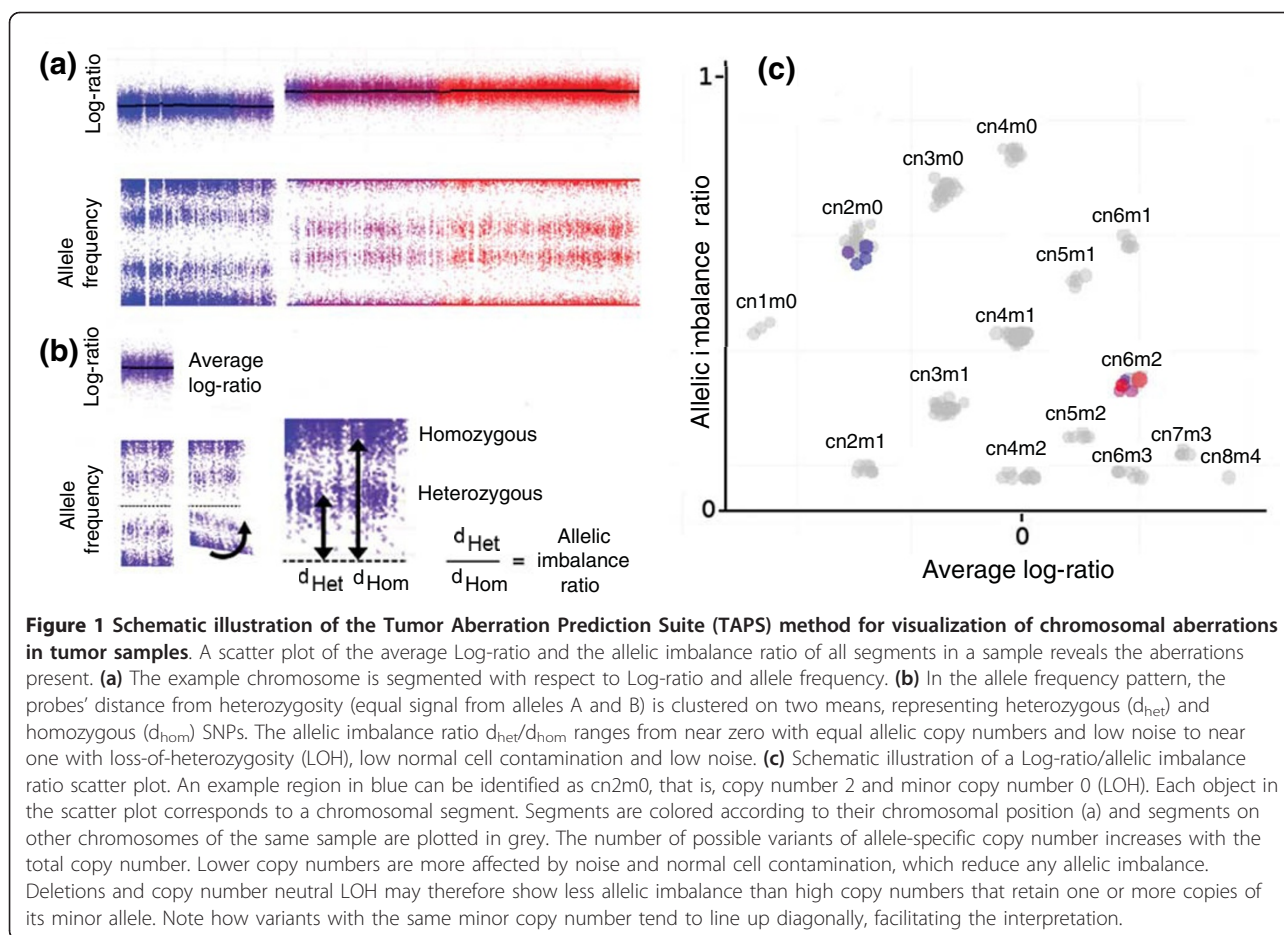 (a)
Log-ratio
Allele
frequency
(b)
Log-ratio
Average
log-ratio
Allele
frequency
Homozygous
Heterozygous
dHet
dHom
dHet
dHom
=
Allelic
imbalance
ratio
(c)
1
Allelic imbalance ratio
0
cn4m0
cn3m0
cn2m0
cn6m1
cn5m1
cn1m0
cn4m1
cn6m2
cn3m1
cn5m2
cn7m3
cn2m1
cn4m2
cn6m3
cn8m4
0
Average log-ratio
Figure 1 Schematic illustration of the Tumor Aberration Prediction Suite (TAPS) method for visualization of chromosomal aberrations
in tumor samples. A scatter plot of the average Log-ratio and the allelic imbalance ratio of all segments in a sample reveals the aberrations
present. (a) The example chromosome is segmented with respect to Log-ratio and allele frequency. (b) In the allele frequency pattern, the
probes' distance from heterozygosity (equal signal from alleles A and B) is clustered on two means, representing heterozygous (dhet) and
homozygous (dhom) SNPs. The allelic imbalance ratio dhet/dhom ranges from near zero with equal allelic copy numbers and low noise to near
one with loss-of-heterozygosity (LOH), low normal cell contamination and low noise. (c) Schematic illustration of a Log-ratio/allelic imbalance
ratio scatter plot. An example region in blue can be identified as cn2m0, that is, copy number 2 and minor copy number 0 (LOH). Each object in
the scatter plot corresponds to a chromosomal segment. Segments are colored according to their chromosomal position (a) and segments on
other chromosomes of the same sample are plotted in grey. The number of possible variants of allele-specific copy number increases with the
total copy number. Lower copy numbers are more affected by noise and normal cell contamination, which reduce any allelic imbalance.
Deletions and copy number neutral LOH may therefore show less allelic imbalance than high copy numbers that retain one or more copies of
its minor allele. Note how variants with the same minor copy number tend to line up diagonally, facilitating the interpretation.